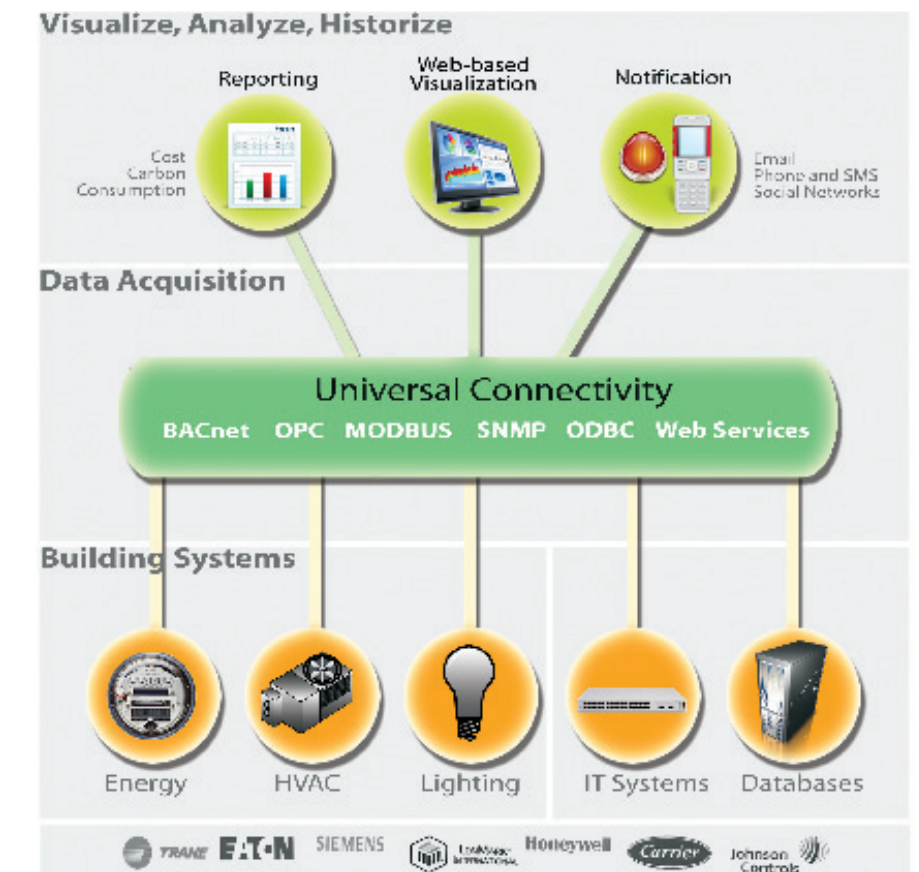 Visualize, Analyze, Historize
Reporting
Web-based
Visualization
Notification
Cost
Carbon
Consumption
Email
Phone and SMS
Social Networks
Data Acquisition
Universal Connectivity
BACnet OPC MODBUS SNMP ODBC Web Services
Building Systems
Energy
HVAC
Lighting
IT Systems
Databases
TRANE
EATON
SIEMENS
LONMARK
INTERNATIONAL
Honeywell
Carrier
Johnson
Controls